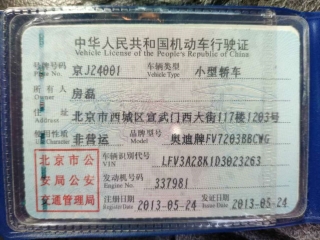 中华人民共和国机动车行驶证
Vehicle License of the People's Republic of China
号牌号码 京J24001 车辆类型 小型轿车
Plate No. Vehicle Type
所有人 房磊
Owner
住址 北京市西城区宣武门西大街117楼1203号
使用性质 非营运 品牌型号 奥迪牌FV7203BBCWG
Use Character Model
北京市公安局公安交通管理局
车辆识别代号 LFV3A28K1D3023263
VIN
发动机号码 337981
Engine No.
注册日期 2013-05-24 发证日期 2013-05-24
Register Date Issue Date